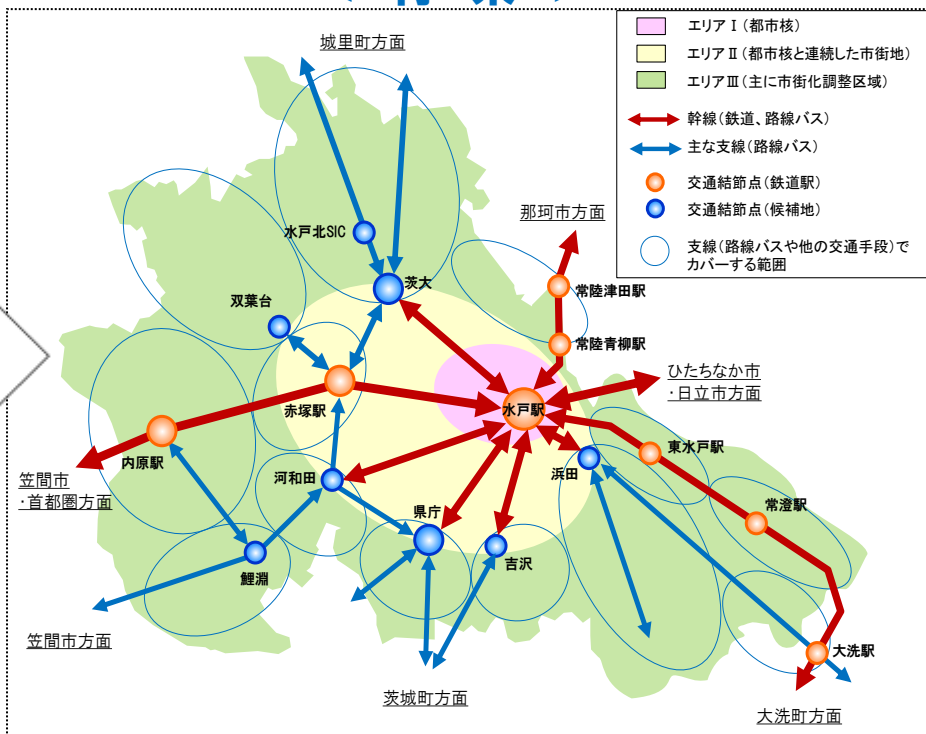 城里町方面
エリアⅠ(都市核)
エリアⅡ(都市核と連続した市街地)
エリアⅢ(主に市街化調整区域)
幹線(鉄道、路線バス)
主な支線(路線バス)
交通結節点(鉄道駅)
交通結節点(候補地)
支線(路線バスや他の交通手段)で
カバーする範囲
那珂市方面
水戸北SIC
茨大
常陸津田駅
双葉台
常陸青柳駅
ひたちなか市
・日立市方面
赤塚駅
水戸駅
東水戸駅
内原駅
浜田
笠間市
・首都圏方面
河和田
常澄駅
県庁
鯉淵
吉沢
笠間市方面
大洗駅
茨城町方面
大洗町方面